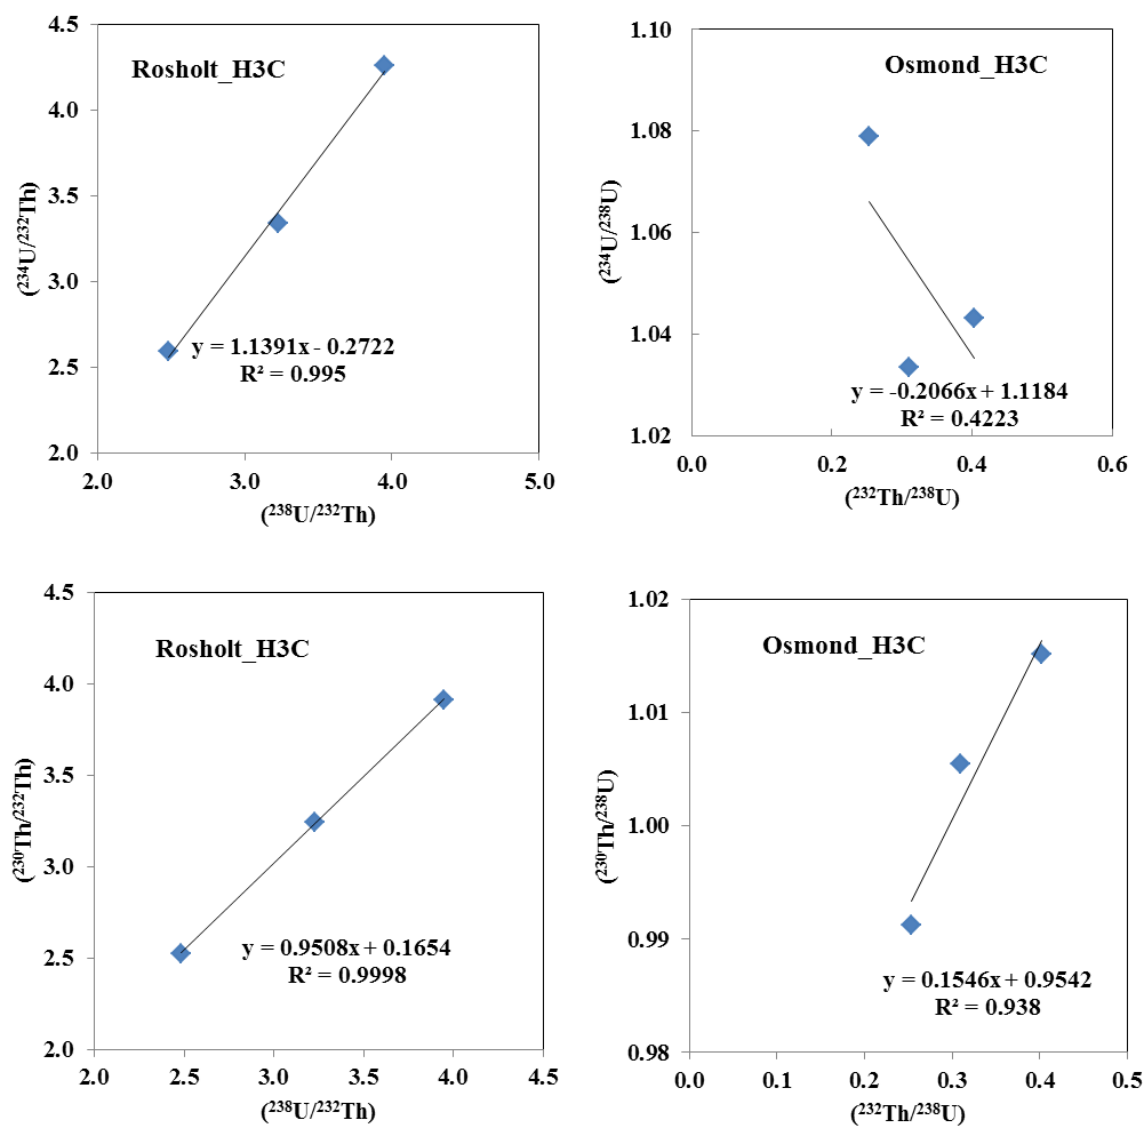 Rosholt_H3C
4.5
4.0
3.5
3.0
2.5
2.0
(²³⁴U/²³²Th)
y = 1.1391x - 0.2722
R² = 0.995
2.0 3.0 4.0 5.0
(²³⁸U/²³²Th)
Osmond_H3C
1.10
1.08
1.06
1.04
1.02
(²³⁴U/²³⁸U)
y = -0.2066x + 1.1184
R² = 0.4223
0.0 0.2 0.4 0.6
(²³²Th/²³⁸U)
Rosholt_H3C
4.5
4.0
3.5
3.0
2.5
2.0
(²³⁰Th/²³²Th)
y = 0.9508x + 0.1654
R² = 0.9998
2.0 2.5 3.0 3.5 4.0 4.5
(²³⁸U/²³²Th)
Osmond_H3C
1.02
1.01
1.00
0.99
0.98
(²³⁰Th/²³⁸U)
y = 0.1546x + 0.9542
R² = 0.938
0.0 0.1 0.2 0.3 0.4 0.5
(²³²Th/²³⁸U)